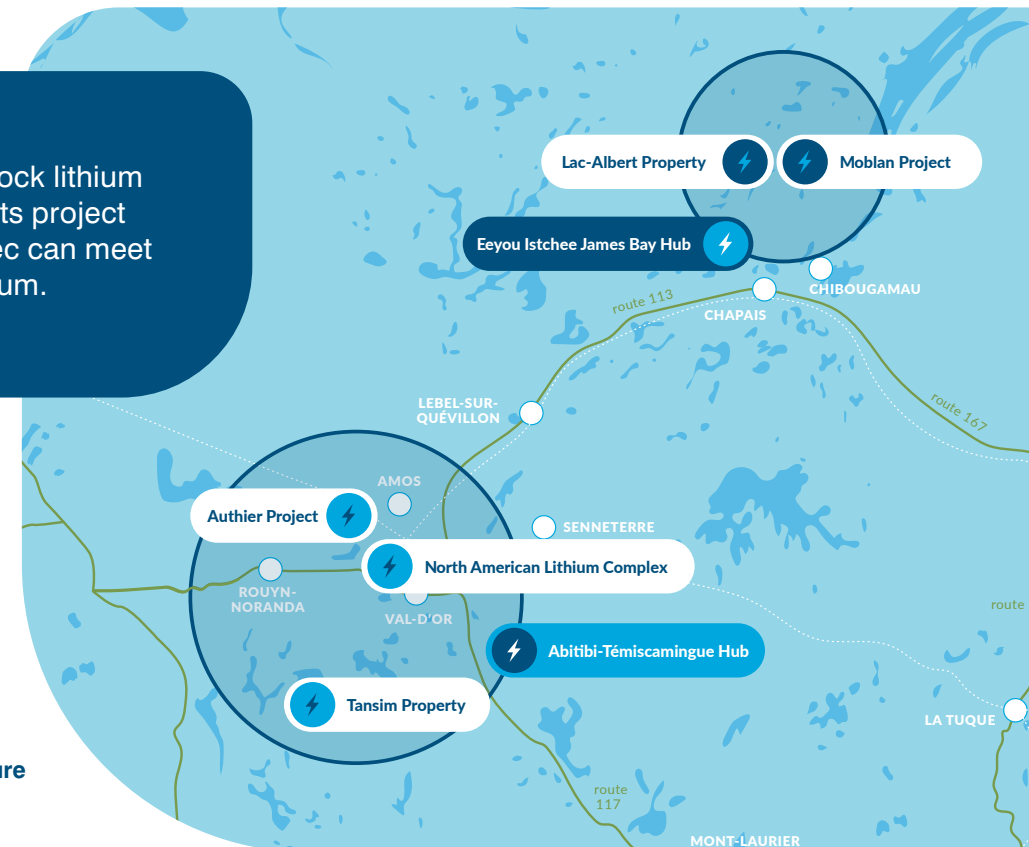 ock lithium
ts project
ec can meet
um.
Lac-Albert Property
Moblan Project
Eeyou Istchee James Bay Hub
CHIBOUGAMAU
route 113
CHAPAIS
route 167
LEBEL-SUR-
QUÉVILLON
AMOS
Authier Project
SENNETERRE
North American Lithium Complex
ROUYN-
NORANDA
VAL-D'OR
route
Abitibi-Témiscamingue Hub
Tansim Property
LA TUQUE
ure
route
117
MONT-LAURIER